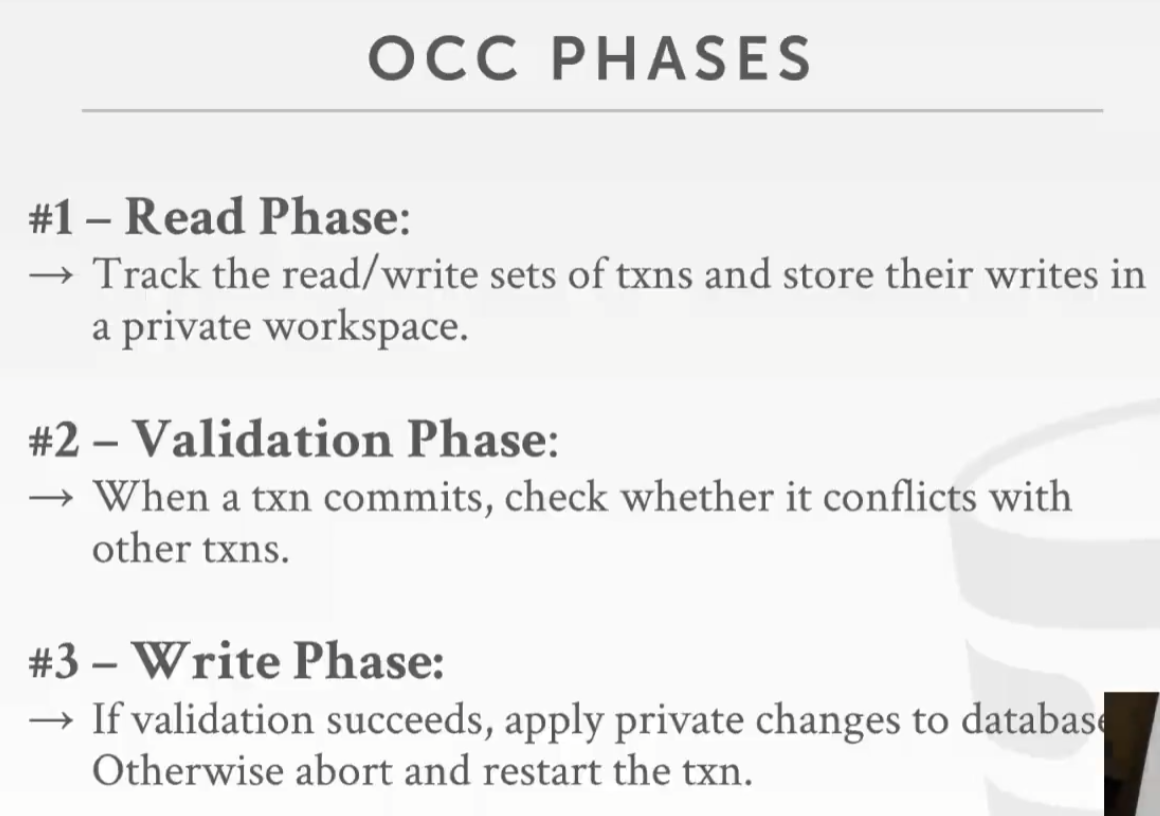 OCC PHASES
#1 – Read Phase:
→ Track the read/write sets of txns and store their writes in
a private workspace.
#2 – Validation Phase:
→ When a txn commits, check whether it conflicts with
other txns.
#3 – Write Phase:
→ If validation succeeds, apply private changes to database
Otherwise abort and restart the txn.